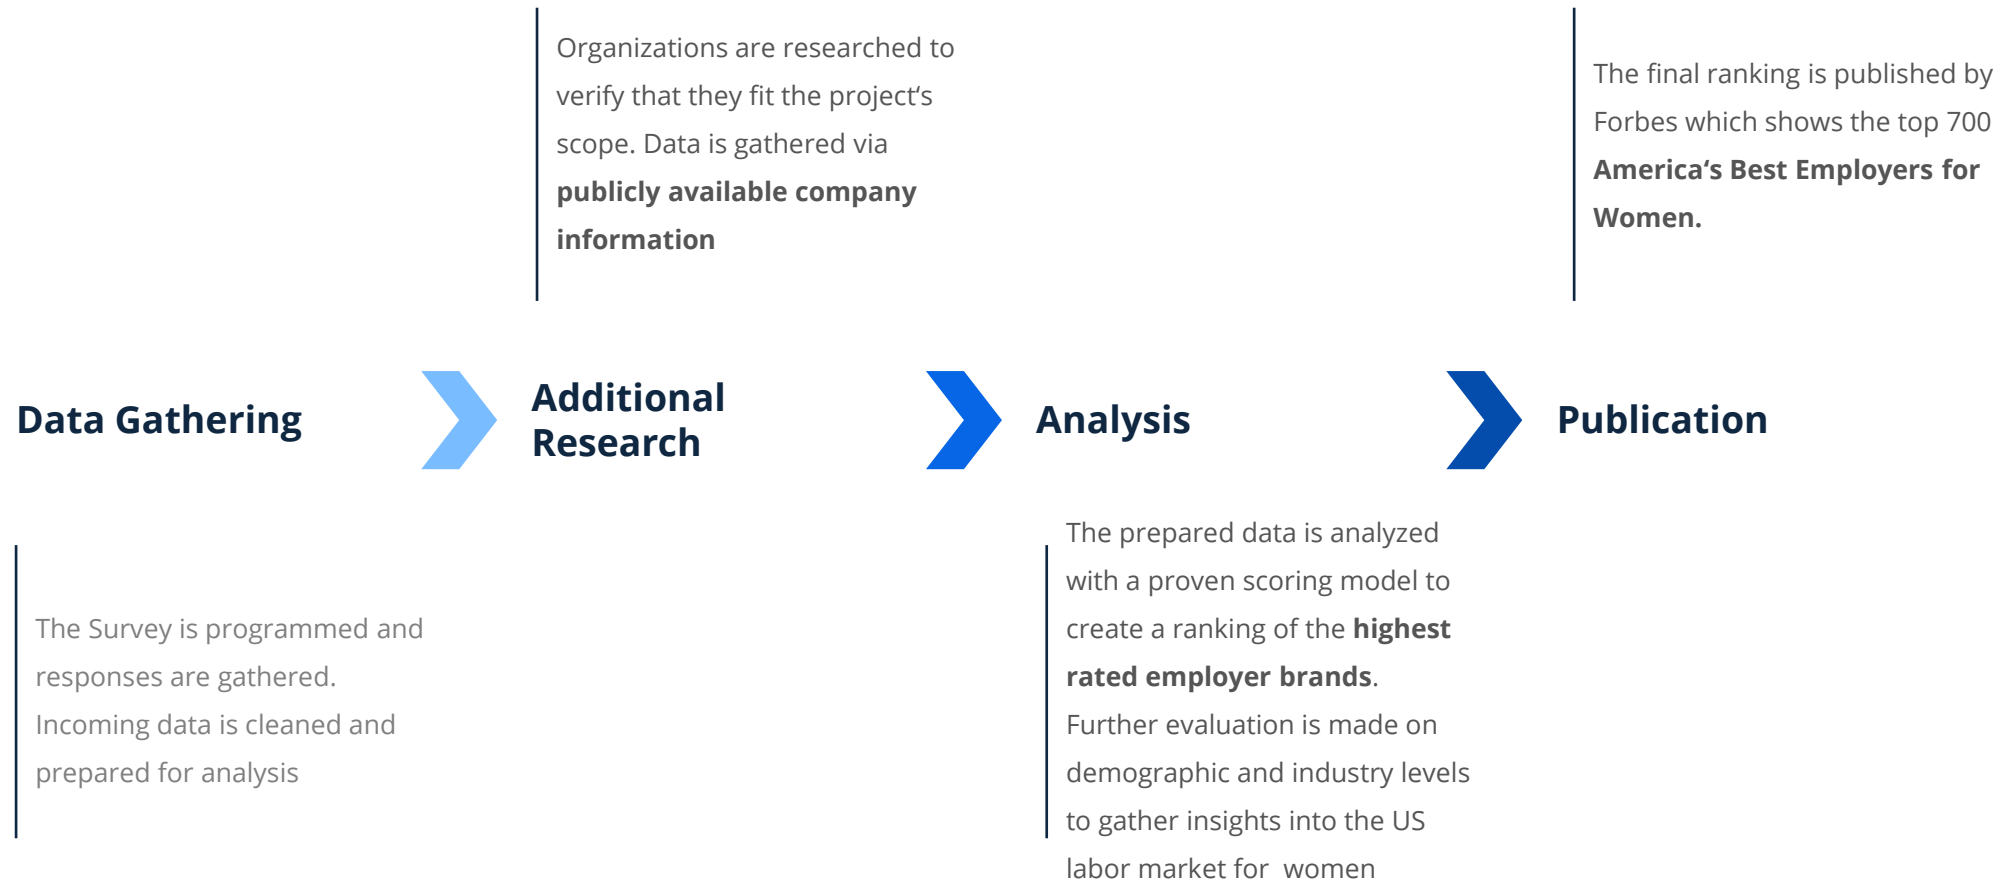 Organizations are researched to
verify that they fit the project‘s
scope. Data is gathered via
publicly available company
information
The final ranking is published by
Forbes which shows the top 700
America‘s Best Employers for
Women.
Data Gathering
Additional
Research
Analysis
Publication
The Survey is programmed and
responses are gathered.
Incoming data is cleaned and
prepared for analysis
The prepared data is analyzed
with a proven scoring model to
create a ranking of the highest
rated employer brands.
Further evaluation is made on
demographic and industry levels
to gather insights into the US
labor market for  women